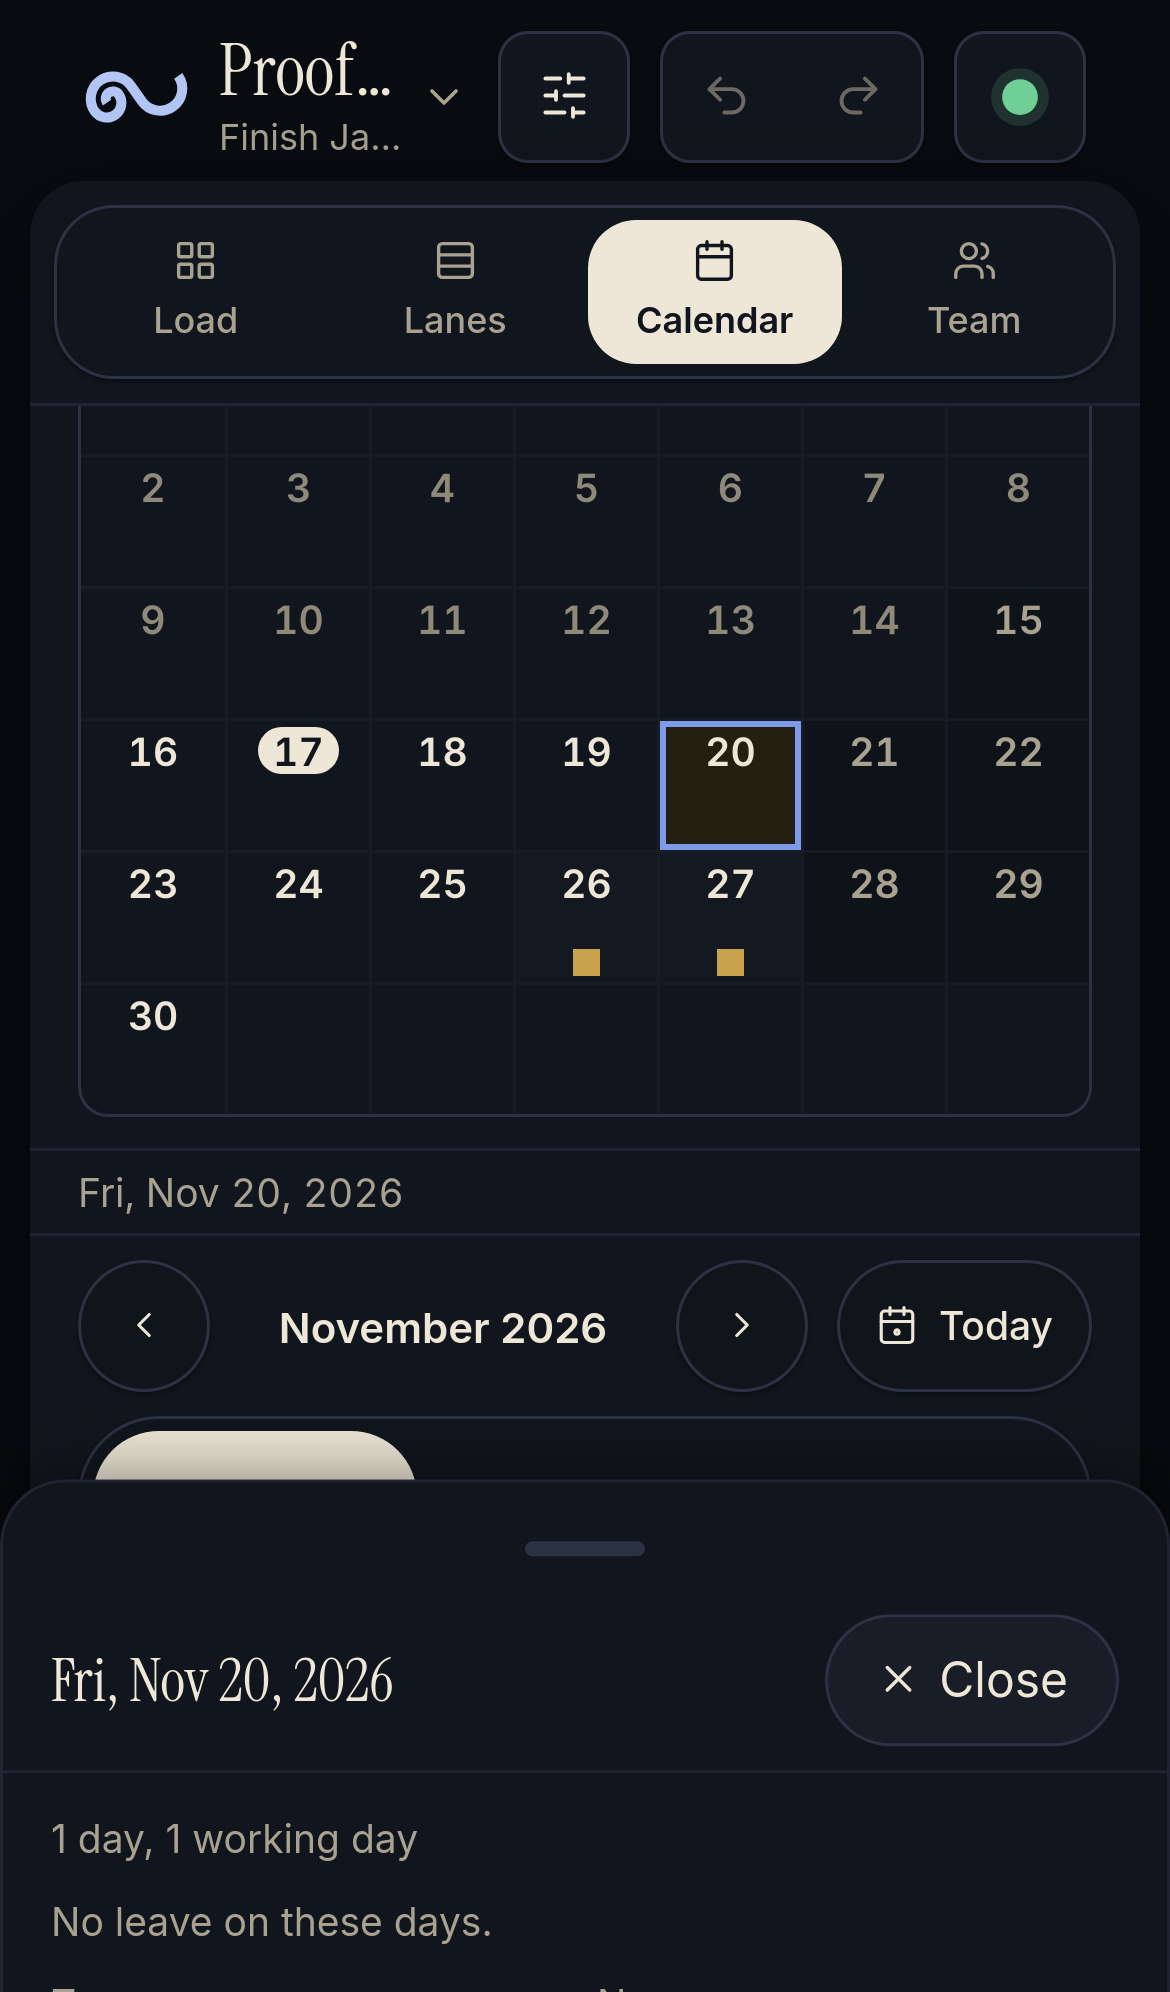 Proof...
Finish Ja...
Load
Lanes
Calendar
Team
2 3 4 5 6 7 8
9 10 11 12 13 14 15
16 17 18 19 20 21 22
23 24 25 26 27 28 29
30
Fri, Nov 20, 2026
November 2026
Today
Fri, Nov 20, 2026
Close
1 day, 1 working day
No leave on these days.